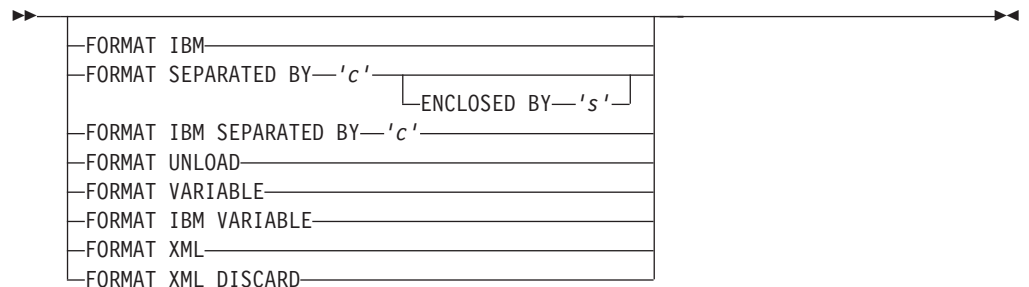 FORMAT IBM
FORMAT SEPARATED BY 'c'
ENCLOSED BY 's'
FORMAT IBM SEPARATED BY 'c'
FORMAT UNLOAD
FORMAT VARIABLE
FORMAT IBM VARIABLE
FORMAT XML
FORMAT XML DISCARD